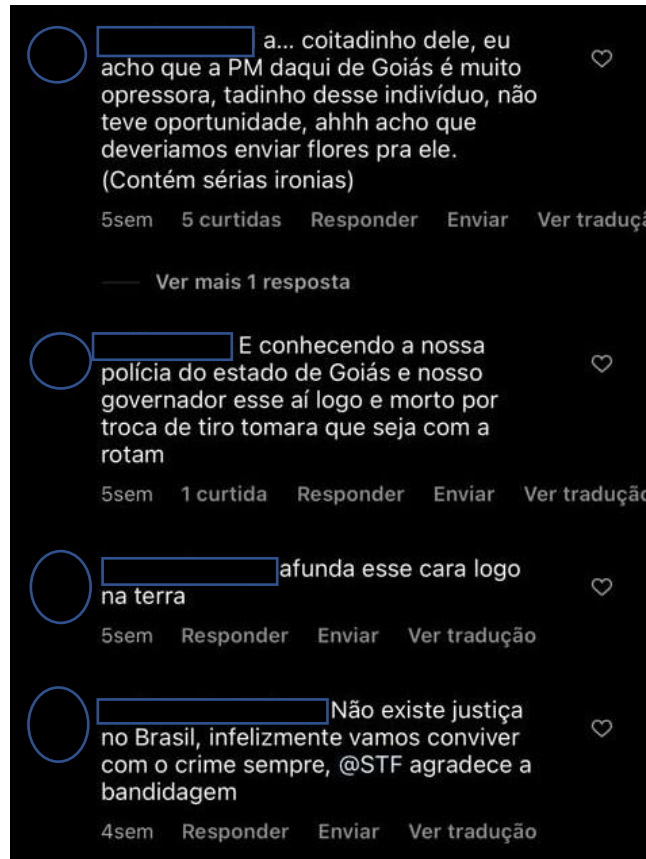 a... coitadinho dele, eu
acho que a PM daqui de Goiás é muito
opressora, tadinho desse indivíduo, não
teve oportunidade, ahhh acho que
deveriamos enviar flores pra ele.
(Contém sérias ironias)
5sem 5 curtidas Responder Enviar Ver traduçã
Ver mais 1 resposta
E conhecendo a nossa
polícia do estado de Goiás e nosso
governador esse aí logo e morto por
troca de tiro tomara que seja com a
rotam
5sem 1 curtida Responder Enviar Ver tradução
afunda esse cara logo
na terra
5sem Responder Enviar Ver tradução
Não existe justiça
no Brasil, infelizmente vamos conviver
com o crime sempre, @STF agradece a
bandidagem
4sem Responder Enviar Ver tradução